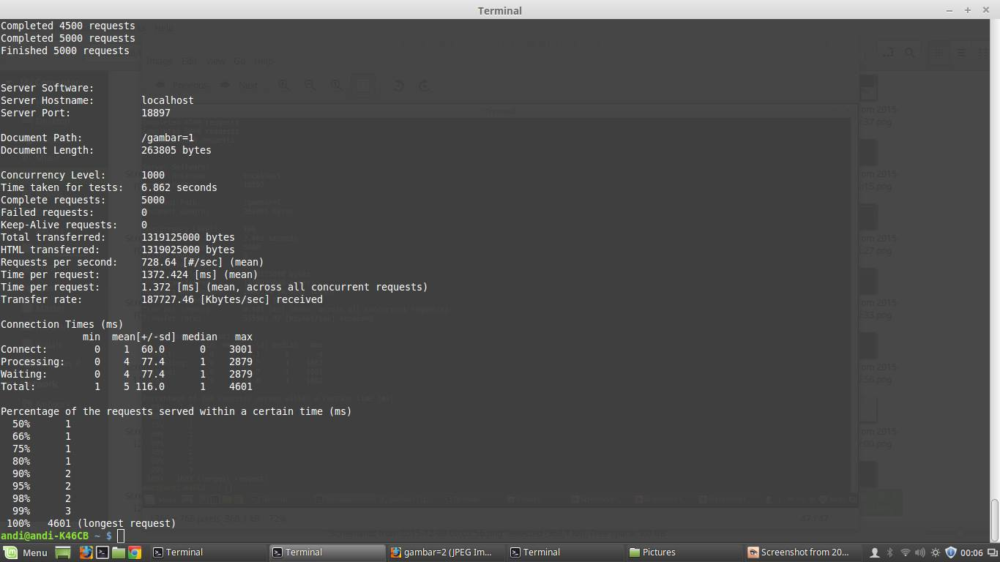 Terminal
Completed 4500 requests
Completed 5000 requests
Finished 5000 requests
Server Software:
Server Hostname:        localhost
Server Port:            18897
Document Path:          /gambar=1
Document Length:        263805 bytes
Concurrency Level:      1000
Time taken for tests:   6.862 seconds
Complete requests:      5000
Failed requests:        0
Keep-Alive requests:    0
Total transferred:      1319125000 bytes
HTML transferred:       1319025000 bytes
Requests per second:    728.64 [#/sec] (mean)
Time per request:       1372.424 [ms] (mean)
Time per request:       1.372 [ms] (mean, across all concurrent requests)
Transfer rate:          187727.46 [Kbytes/sec] received
Connection Times (ms)
              min  mean[+/-sd] median   max
Connect:        0    1  60.0      0    3001
Processing:     0    4  77.4      1    2879
Waiting:        0    4  77.4      1    2879
Total:          1    5 116.0      1    4601
Percentage of the requests served within a certain time (ms)
  50%      1
  66%      1
  75%      1
  80%      1
  90%      2
  95%      2
  98%      2
  99%      3
 100%   4601 (longest request)
andi@andi-K46CB ~ $
Menu Terminal Terminal gambar=2 (JPEG Im... Terminal Pictures Screenshot from 20... 00:06